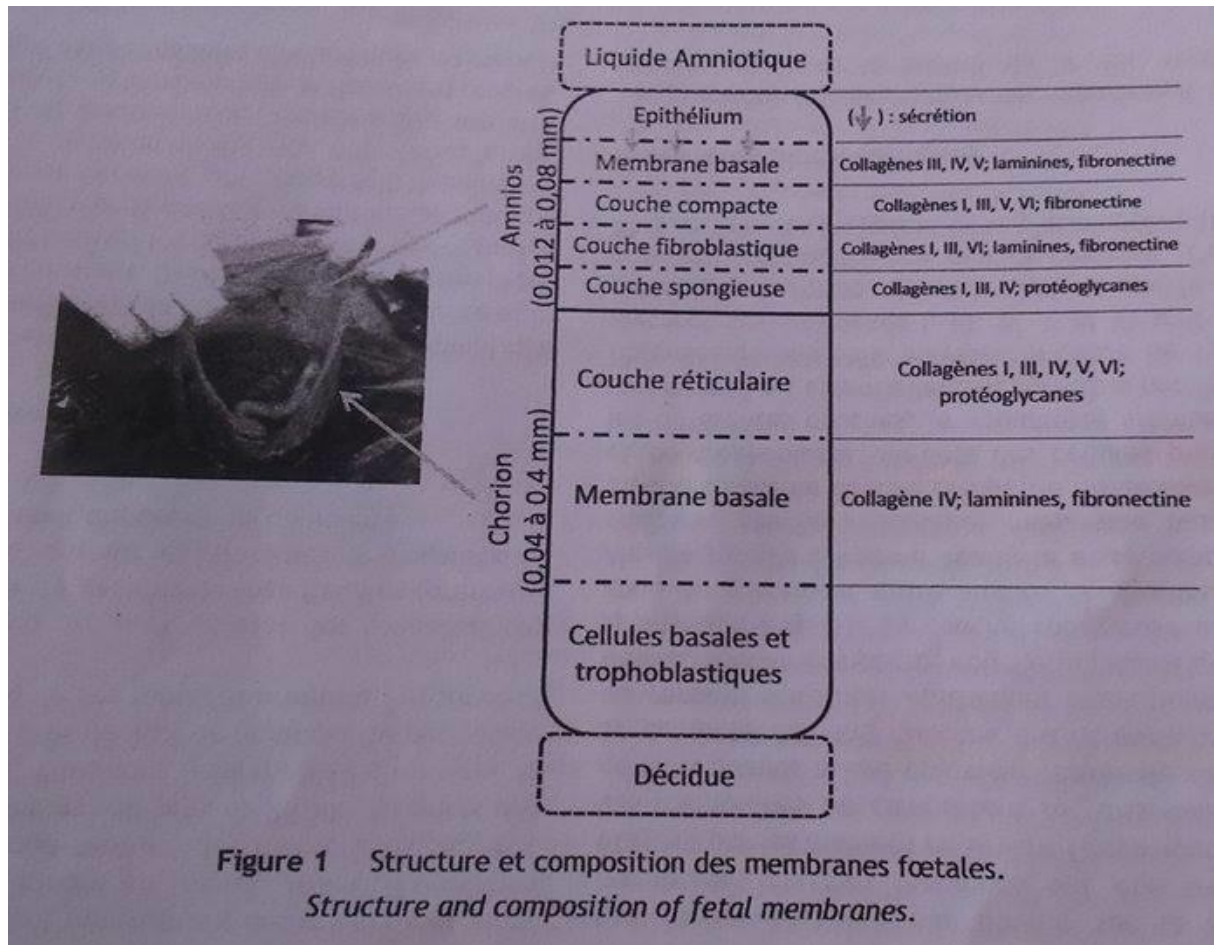 Liquide Amniotique
Amnios
(0,012 à 0,08 mm)
Epithélium
( ) : sécrétion
Membrane basale
Collagènes III, IV, V; laminines, fibronectine
Couche compacte
Collagènes I, III, V, VI; fibronectine
Couche fibroblastique
Collagènes I, III, VI; laminines, fibronectine
Couche spongieuse
Collagènes I, III, IV; protéoglycanes
Chorion
(0,04 à 0,4 mm)
Couche réticulaire
Collagènes I, III, IV, V, VI;
protéoglycanes
Membrane basale
Collagène IV; laminines, fibronectine
Cellules basales et
trophoblastiques
Décidue
Figure 1 Structure et composition des membranes fœtales.
Structure and composition of fetal membranes.